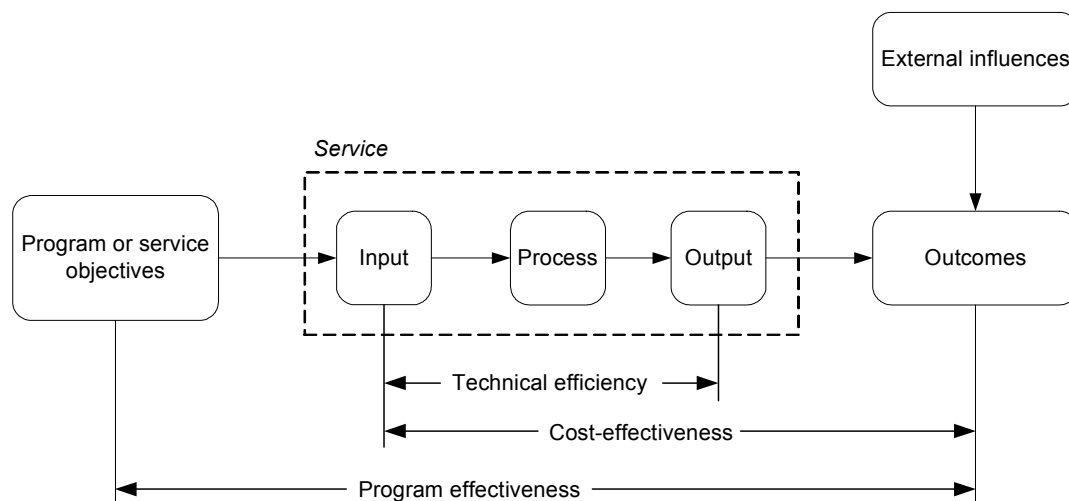 External influences
Service
Program or service
objectives
Input
Process
Output
Outcomes
Technical efficiency
Cost-effectiveness
Program effectiveness